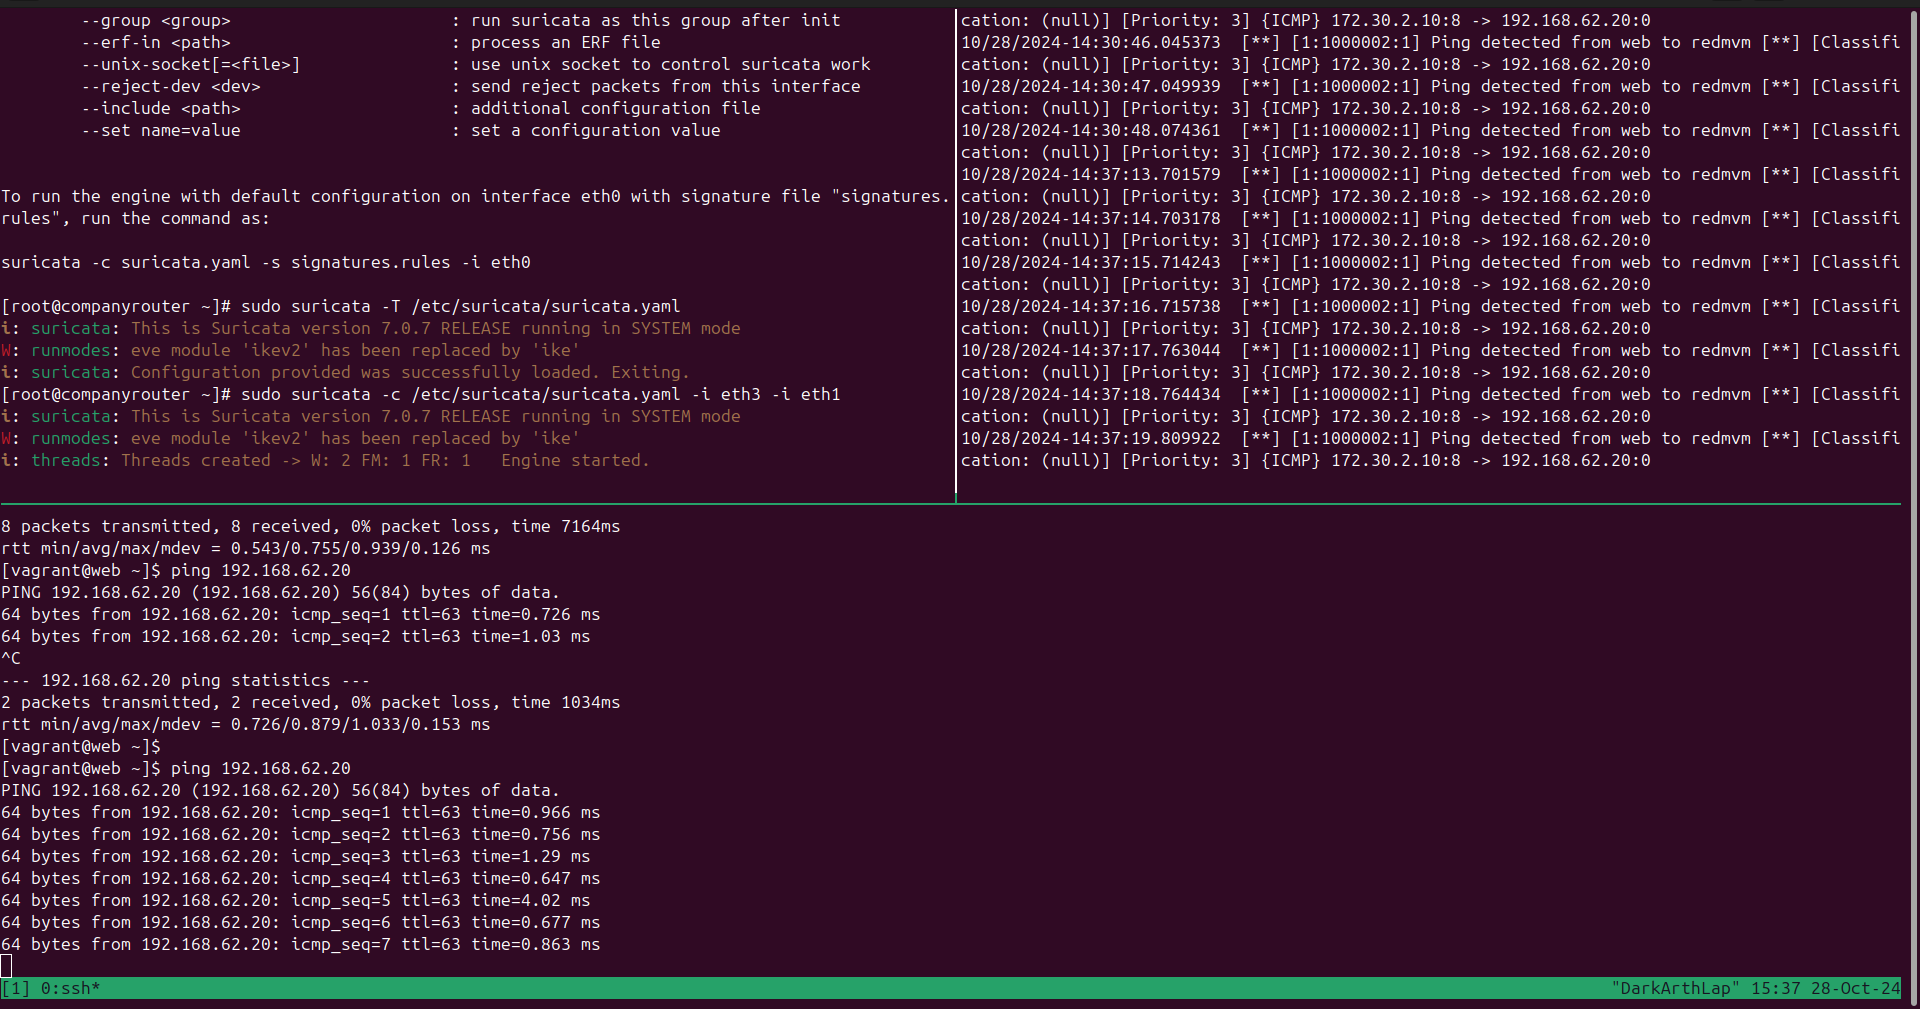 --group <group>                      : run suricata as this group after init
        --erf-in <path>                      : process an ERF file
        --unix-socket[=<file>]               : use unix socket to control suricata work
        --reject-dev <dev>                   : send reject packets from this interface
        --include <path>                     : additional configuration file
        --set name=value                     : set a configuration value
To run the engine with default configuration on interface eth0 with signature file "signatures.
rules", run the command as:
suricata -c suricata.yaml -s signatures.rules -i eth0
[root@companyrouter ~]# sudo suricata -T /etc/suricata/suricata.yaml
i: suricata: This is Suricata version 7.0.7 RELEASE running in SYSTEM mode
W: runmodes: eve module 'ikev2' has been replaced by 'ike'
i: suricata: Configuration provided was successfully loaded. Exiting.
[root@companyrouter ~]# sudo suricata -c /etc/suricata/suricata.yaml -i eth3 -i eth1
i: suricata: This is Suricata version 7.0.7 RELEASE running in SYSTEM mode
W: runmodes: eve module 'ikev2' has been replaced by 'ike'
i: threads: Threads created -> W: 2 FM: 1 FR: 1   Engine started.
cation: (null)] [Priority: 3] {ICMP} 172.30.2.10:8 -> 192.168.62.20:0
10/28/2024-14:30:46.045373  [**] [1:1000002:1] Ping detected from web to redmvm [**] [Classifi
cation: (null)] [Priority: 3] {ICMP} 172.30.2.10:8 -> 192.168.62.20:0
10/28/2024-14:30:47.049939  [**] [1:1000002:1] Ping detected from web to redmvm [**] [Classifi
cation: (null)] [Priority: 3] {ICMP} 172.30.2.10:8 -> 192.168.62.20:0
10/28/2024-14:30:48.074361  [**] [1:1000002:1] Ping detected from web to redmvm [**] [Classifi
cation: (null)] [Priority: 3] {ICMP} 172.30.2.10:8 -> 192.168.62.20:0
10/28/2024-14:37:13.701579  [**] [1:1000002:1] Ping detected from web to redmvm [**] [Classifi
cation: (null)] [Priority: 3] {ICMP} 172.30.2.10:8 -> 192.168.62.20:0
10/28/2024-14:37:14.703178  [**] [1:1000002:1] Ping detected from web to redmvm [**] [Classifi
cation: (null)] [Priority: 3] {ICMP} 172.30.2.10:8 -> 192.168.62.20:0
10/28/2024-14:37:15.714243  [**] [1:1000002:1] Ping detected from web to redmvm [**] [Classifi
cation: (null)] [Priority: 3] {ICMP} 172.30.2.10:8 -> 192.168.62.20:0
10/28/2024-14:37:16.715738  [**] [1:1000002:1] Ping detected from web to redmvm [**] [Classifi
cation: (null)] [Priority: 3] {ICMP} 172.30.2.10:8 -> 192.168.62.20:0
10/28/2024-14:37:17.763044  [**] [1:1000002:1] Ping detected from web to redmvm [**] [Classifi
cation: (null)] [Priority: 3] {ICMP} 172.30.2.10:8 -> 192.168.62.20:0
10/28/2024-14:37:18.764434  [**] [1:1000002:1] Ping detected from web to redmvm [**] [Classifi
cation: (null)] [Priority: 3] {ICMP} 172.30.2.10:8 -> 192.168.62.20:0
10/28/2024-14:37:19.809922  [**] [1:1000002:1] Ping detected from web to redmvm [**] [Classifi
cation: (null)] [Priority: 3] {ICMP} 172.30.2.10:8 -> 192.168.62.20:0
8 packets transmitted, 8 received, 0% packet loss, time 7164ms
rtt min/avg/max/mdev = 0.543/0.755/0.939/0.126 ms
[vagrant@web ~]$ ping 192.168.62.20
PING 192.168.62.20 (192.168.62.20) 56(84) bytes of data.
64 bytes from 192.168.62.20: icmp_seq=1 ttl=63 time=0.726 ms
64 bytes from 192.168.62.20: icmp_seq=2 ttl=63 time=1.03 ms
^C
--- 192.168.62.20 ping statistics ---
2 packets transmitted, 2 received, 0% packet loss, time 1034ms
rtt min/avg/max/mdev = 0.726/0.879/1.033/0.153 ms
[vagrant@web ~]$
[vagrant@web ~]$ ping 192.168.62.20
PING 192.168.62.20 (192.168.62.20) 56(84) bytes of data.
64 bytes from 192.168.62.20: icmp_seq=1 ttl=63 time=0.966 ms
64 bytes from 192.168.62.20: icmp_seq=2 ttl=63 time=0.756 ms
64 bytes from 192.168.62.20: icmp_seq=3 ttl=63 time=1.29 ms
64 bytes from 192.168.62.20: icmp_seq=4 ttl=63 time=0.647 ms
64 bytes from 192.168.62.20: icmp_seq=5 ttl=63 time=4.02 ms
64 bytes from 192.168.62.20: icmp_seq=6 ttl=63 time=0.677 ms
64 bytes from 192.168.62.20: icmp_seq=7 ttl=63 time=0.863 ms
[1] 0:ssh*    "DarkArthLap" 15:37 28-Oct-24